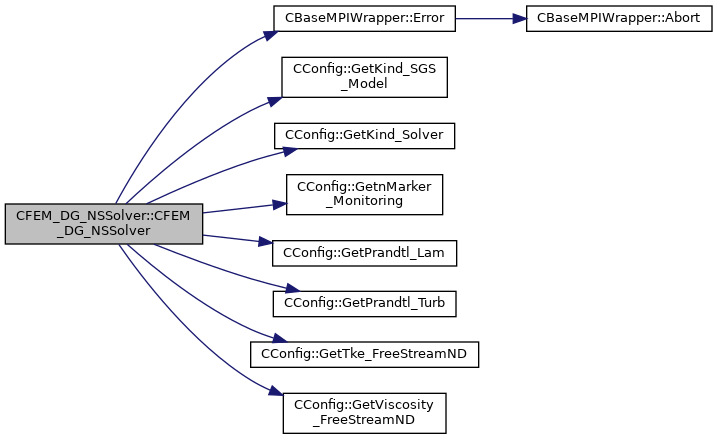 CBaseMPIWrapper::Error
CBaseMPIWrapper::Abort
CConfig::GetKind_SGS
_Model
CConfig::GetKind_Solver
CConfig::GetnMarker
_Monitoring
CFEM_DG_NSSolver::CFEM
_DG_NSSolver
CConfig::GetPrandtl_Lam
CConfig::GetPrandtl_Turb
CConfig::GetTke_FreeStreamND
CConfig::GetViscosity
_FreeStreamND